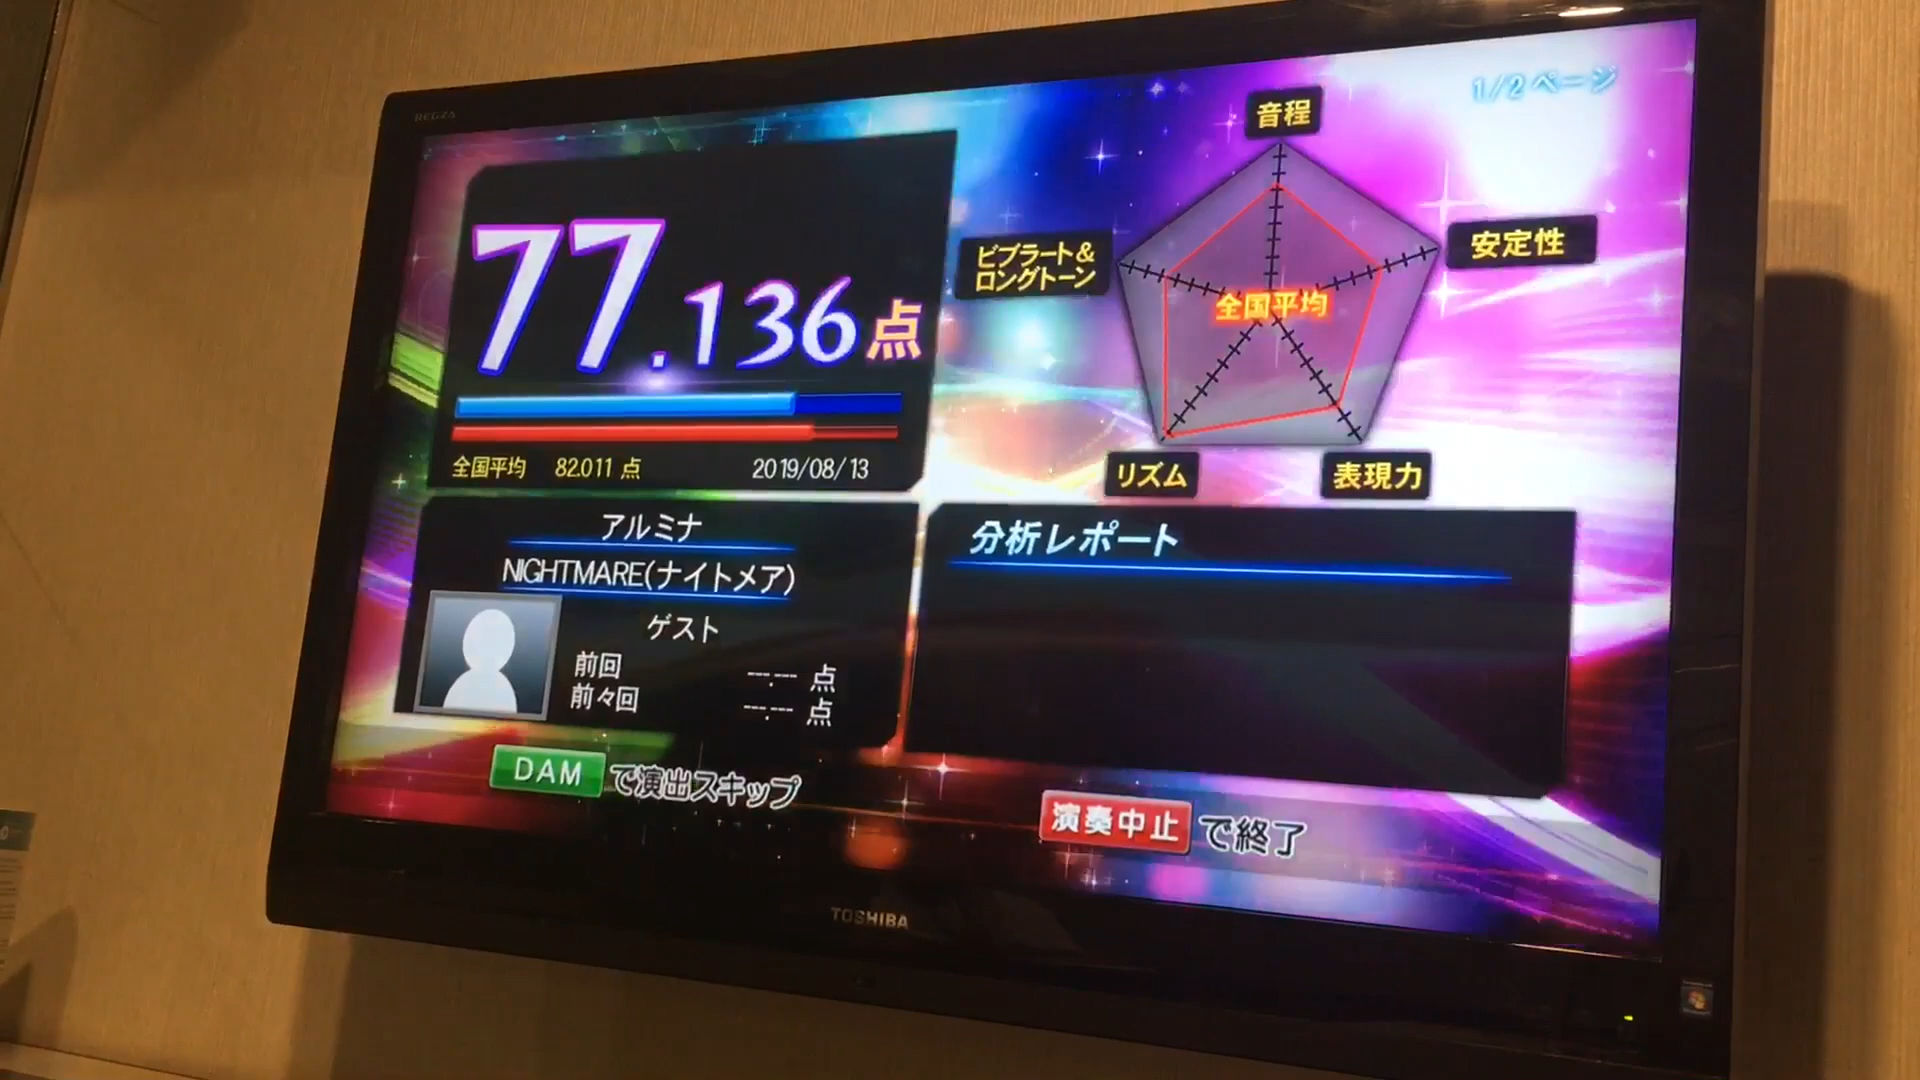 REGZA
1/2 ページ
77.136点
全国平均 82.011 点 2019/08/13
音程
安定性
ビブラート&
ロングトーン
全国平均
リズム
表現力
アルミナ
NIGHTMARE(ナイトメア)
ゲスト
前回 --.--- 点
前々回 --.--- 点
分析レポート
DAM で演出スキップ
演奏中止 で終了
TOSHIBA